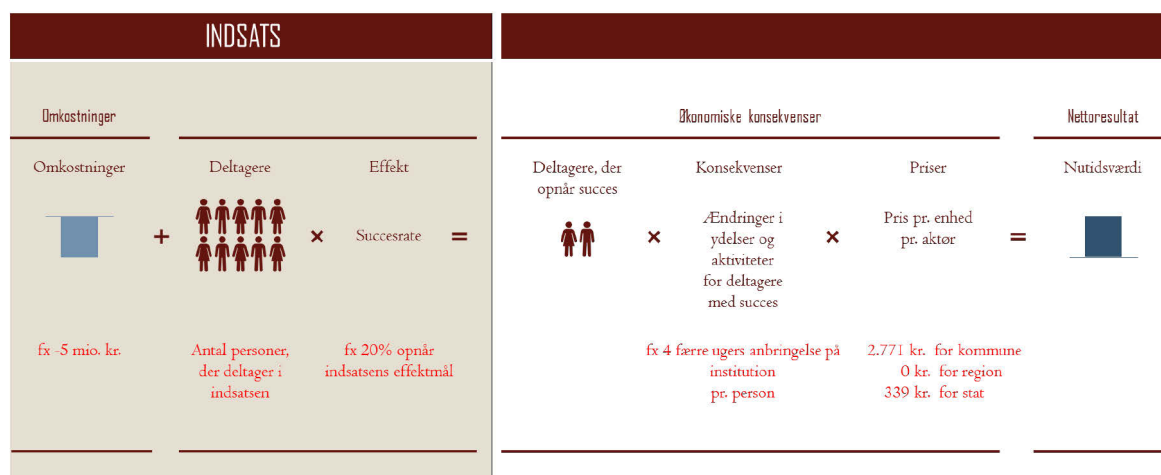 INDSATS
Omkostninger
Økonomiske konsekvenser
Nettoresultat
Omkostninger
Deltagere
Effekt
Deltagere, der
opnår succes
Konsekvenser
Priser
Nutidsværdi
+
×
Succesrate
=
×
Ændringer i
ydelser og
aktiviteter
for deltagere
med succes
×
Pris pr. enhed
pr. aktør
=
fx -5 mio. kr.
Antal personer,
der deltager i
indsatsen
fx 20% opnår
indsatsens effektmål
fx 4 færre ugers anbringelse på
institution
pr. person
2.771 kr. for kommune
0 kr. for region
339 kr. for stat